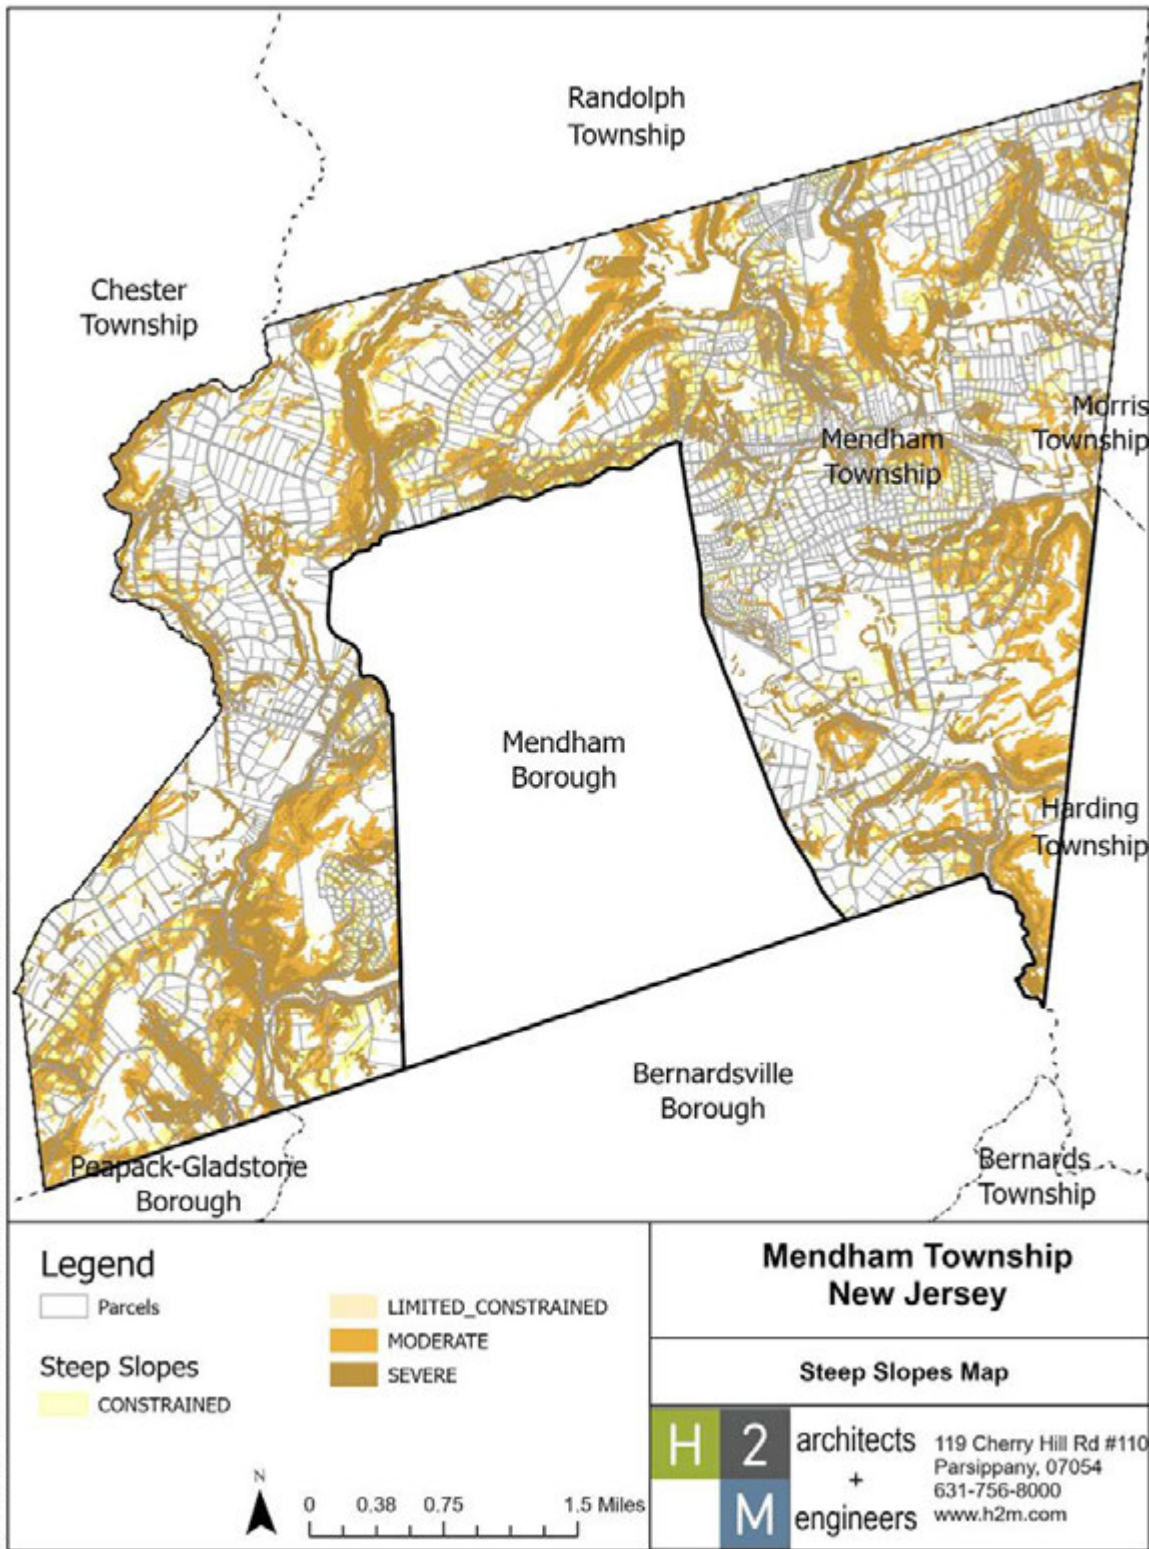 Randolph
Township
Chester
Township
Morris
Township
Mendham
Township
Mendham
Borough
Harding
Township
Bernardsville
Borough
Bernards
Township
Peapack-Gladstone
Borough
Legend
Parcels
Steep Slopes
CONSTRAINED
LIMITED_CONSTRAINED
MODERATE
SEVERE
N
0 0.38 0.75 1.5 Miles
Mendham Township
New Jersey
Steep Slopes Map
H 2
M
architects
+
engineers
119 Cherry Hill Rd #110
Parsippany, 07054
631-756-8000
www.h2m.com